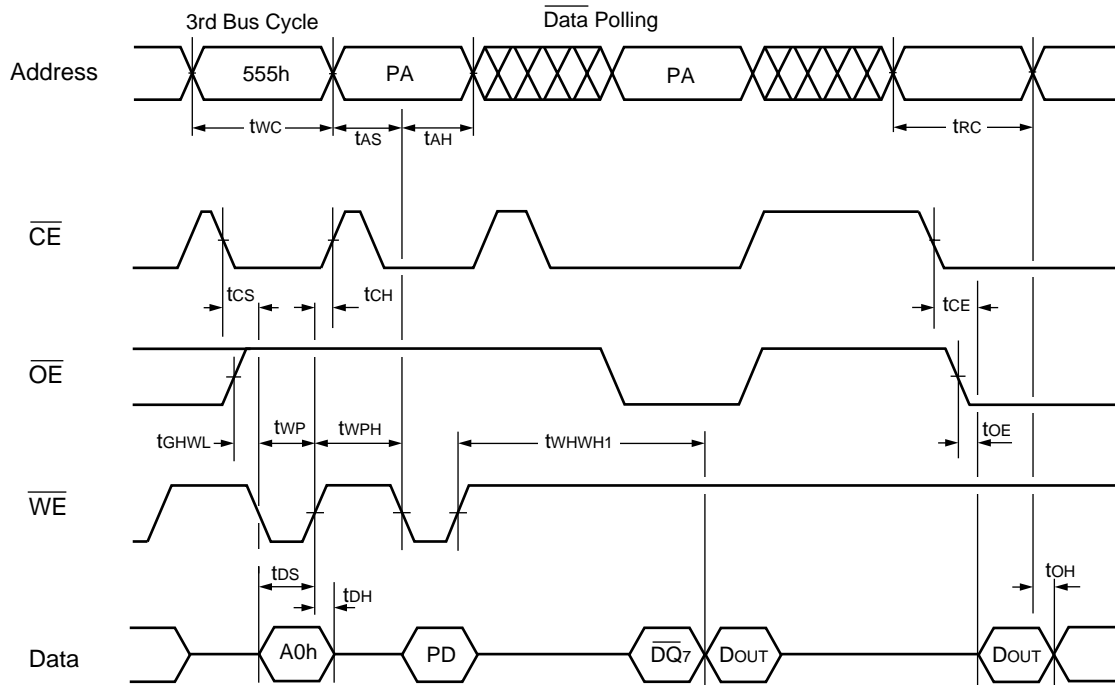 3rd Bus Cycle
Data Polling
Address
555h
PA
PA
tWC
tAS
tAH
tRC
CE
tCS
tCH
tCE
OE
tGHWL
tWP
tWPH
tWHWH1
tOE
WE
tDS
tDH
tOH
Data
A0h
PD
DQ7
DOUT
DOUT